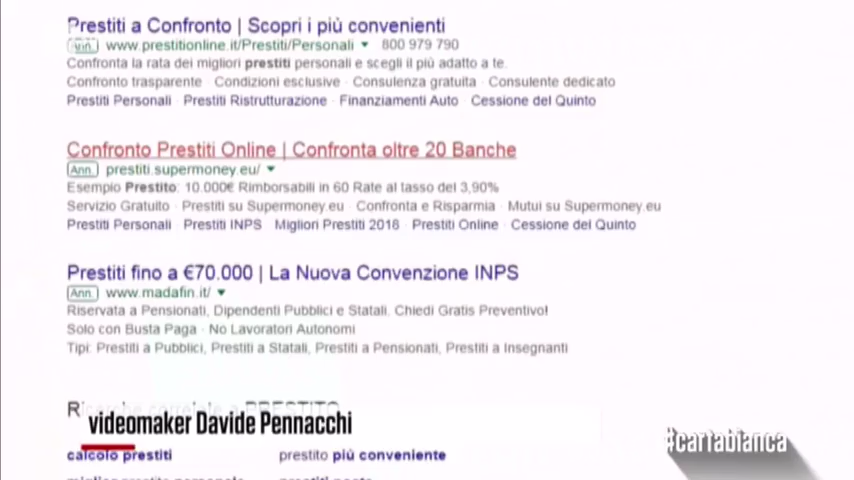 Prestiti a Confronto | Scopri i più convenienti
Ann. www.prestitionline.it/Prestiti/Personali 800 979 790
Confronta la rata dei migliori prestiti personali e scegli il più adatto a te.
Confronto trasparente · Condizioni esclusive · Consulenza gratuita · Consulente dedicato
Prestiti Personali · Prestiti Ristrutturazione · Finanziamenti Auto · Cessione del Quinto
Confronto Prestiti Online | Confronta oltre 20 Banche
Ann. prestiti.supermoney.eu/
Esempio Prestito: 10.000€ Rimborsabili in 60 Rate al tasso del 3,90%
Servizio Gratuito · Prestiti su Supermoney.eu · Confronta e Risparmia · Mutui su Supermoney.eu
Prestiti Personali · Prestiti INPS · Migliori Prestiti 2016 · Prestiti Online · Cessione del Quinto
Prestiti fino a €70.000 | La Nuova Convenzione INPS
Ann. www.madafin.it/
Riservata a Pensionati, Dipendenti Pubblici e Statali. Chiedi Gratis Preventivo!
Solo con Busta Paga · No Lavoratori Autonomi
Tipi: Prestiti a Pubblici, Prestiti a Statali, Prestiti a Pensionati, Prestiti a Insegnanti
Ricerche correlate a PRESTITO
videomaker Davide Pennacchi
#cartabianca
calcolo prestiti prestito più conveniente